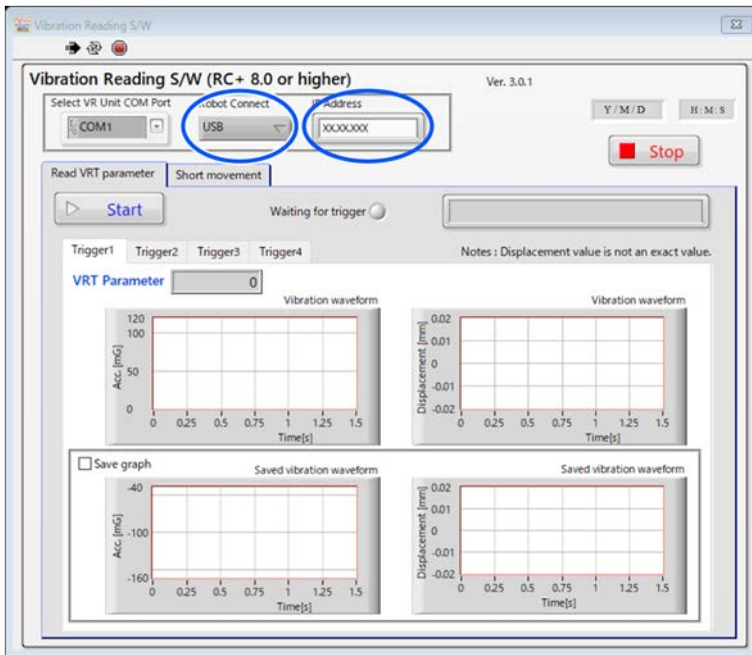 Vibration Reading S/W
Vibration Reading S/W (RC+ 8.0 or higher)
Ver. 3.0.1
Select VR Unit COM Port
Robot Connect
IP Address
COM1
USB
XX.XX.XXX
Y/M/D
H:M:S
Stop
Read VRT parameter
Short movement
Start
Waiting for trigger
Trigger1
Trigger2
Trigger3
Trigger4
Notes : Displacement value is not an exact value.
VRT Parameter
0
Vibration waveform
120
100
50
0
Acc. [mG]
0 0.25 0.5 0.75 1 1.25 1.5
Time[s]
Vibration waveform
0.02
0.01
0
-0.01
-0.02
Displacement [mm]
0 0.25 0.5 0.75 1 1.25 1.5
Time[s]
Save graph
Saved vibration waveform
-40
-100
-160
Acc. [mG]
0 0.25 0.5 0.75 1 1.25 1.5
Time[s]
Saved vibration waveform
0.02
0.01
0
-0.01
-0.02
Displacement [mm]
0 0.25 0.5 0.75 1 1.25 1.5
Time[s]